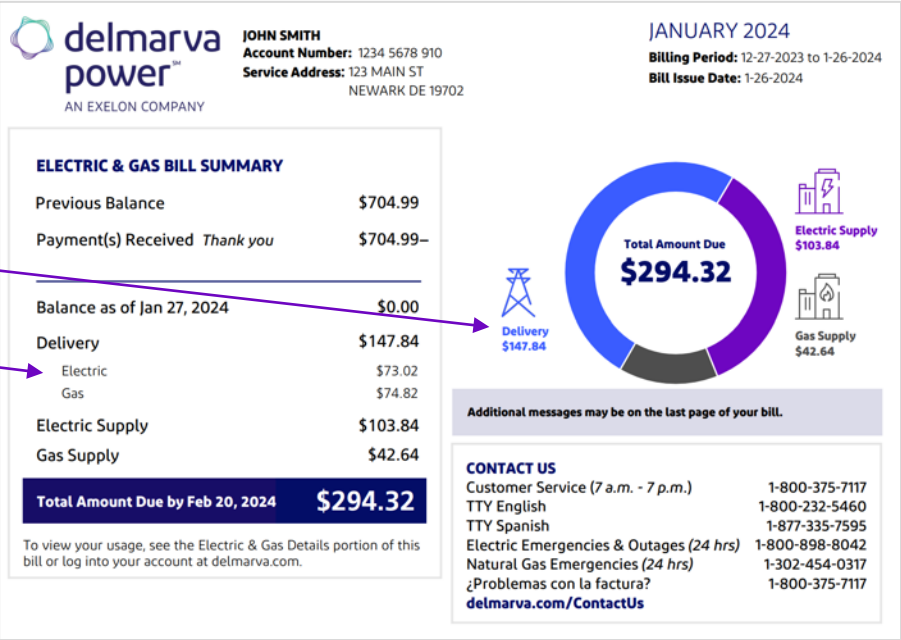 delmarva
power℠
AN EXELON COMPANY
JOHN SMITH
Account Number: 1234 5678 910
Service Address: 123 MAIN ST
NEWARK DE 19702
JANUARY 2024
Billing Period: 12-27-2023 to 1-26-2024
Bill Issue Date: 1-26-2024
ELECTRIC & GAS BILL SUMMARY
Previous Balance $704.99
Payment(s) Received Thank you $704.99–
Balance as of Jan 27, 2024 $0.00
Delivery $147.84
Electric $73.02
Gas $74.82
Electric Supply $103.84
Gas Supply $42.64
Total Amount Due by Feb 20, 2024 $294.32
To view your usage, see the Electric & Gas Details portion of this
bill or log into your account at delmarva.com.
Total Amount Due
$294.32
Electric Supply
$103.84
Delivery
$147.84
Gas Supply
$42.64
Additional messages may be on the last page of your bill.
CONTACT US
Customer Service (7 a.m. - 7 p.m.) 1-800-375-7117
TTY English 1-800-232-5460
TTY Spanish 1-877-335-7595
Electric Emergencies & Outages (24 hrs) 1-800-898-8042
Natural Gas Emergencies (24 hrs) 1-302-454-0317
¿Problemas con la factura? 1-800-375-7117
delmarva.com/ContactUs